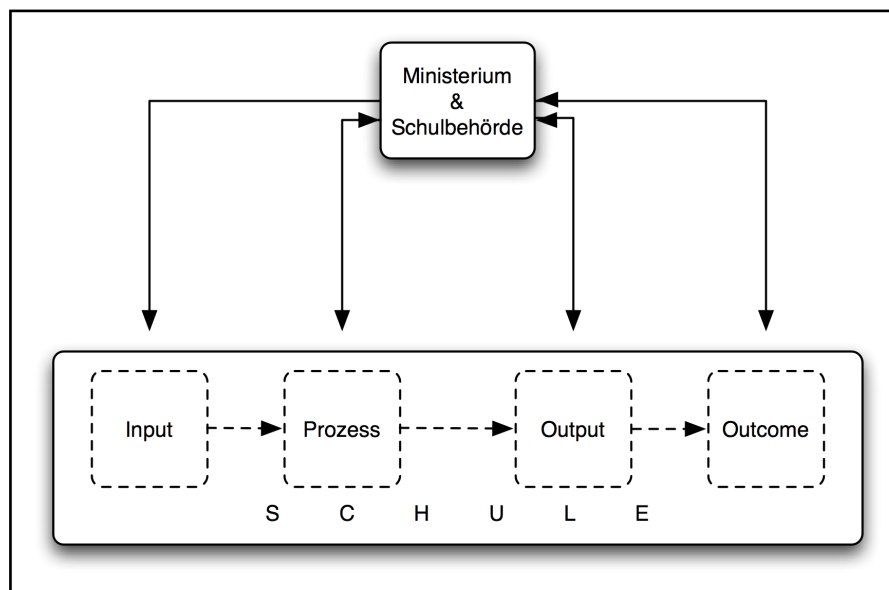 Ministerium
&
Schulbehörde
Input
Prozess
Output
Outcome
S C H U L E